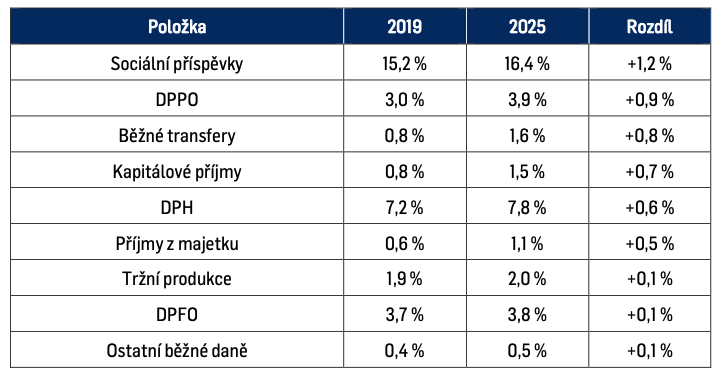 Položka 2019 2025 Rozdíl
Sociální příspěvky 15,2 % 16,4 % +1,2 %
DPPO 3,0 % 3,9 % +0,9 %
Běžné transfery 0,8 % 1,6 % +0,8 %
Kapitálové příjmy 0,8 % 1,5 % +0,7 %
DPH 7,2 % 7,8 % +0,6 %
Příjmy z majetku 0,6 % 1,1 % +0,5 %
Tržní produkce 1,9 % 2,0 % +0,1 %
DPFO 3,7 % 3,8 % +0,1 %
Ostatní běžné daně 0,4 % 0,5 % +0,1 %